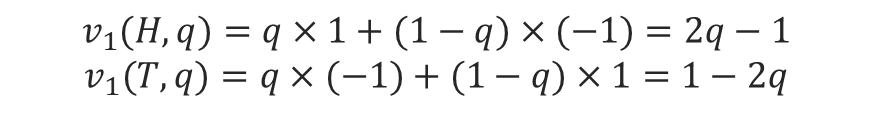 𝑣₁(𝐻, 𝑞) = 𝑞 × 1 + (1 − 𝑞) × (−1) = 2𝑞 − 1
𝑣₁(𝑇, 𝑞) = 𝑞 × (−1) + (1 − 𝑞) × 1 = 1 − 2𝑞